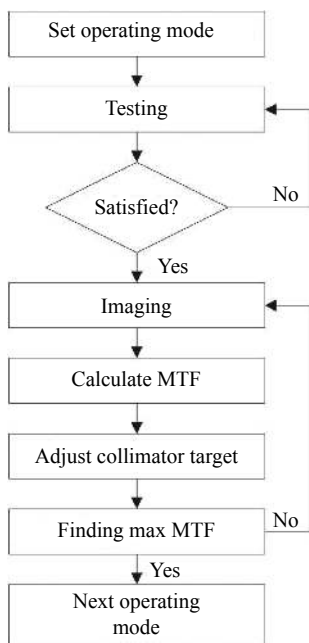 Set operating mode
Testing
Satisfied?
No
Yes
Imaging
Calculate MTF
Adjust collimator target
Finding max MTF
No
Yes
Next operating
mode